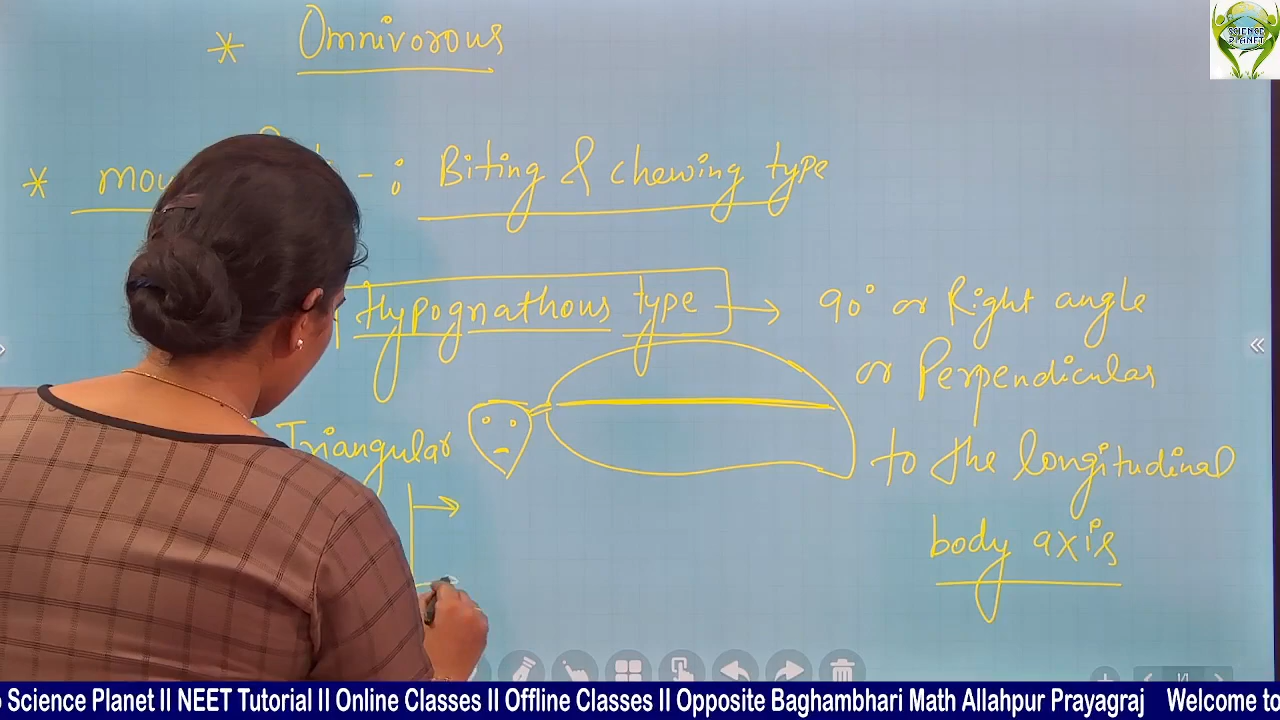 * Omnivorous
* mou - : Biting & chewing type
Hypognathous type → 90° or Right angle
or Perpendicular
Triangular
to the longitudinal
body axis
SCIENCE
PLANET
Science Planet II NEET Tutorial II Online Classes II Offline Classes II Opposite Baghambhari Math Allahpur Prayagraj Welcome to